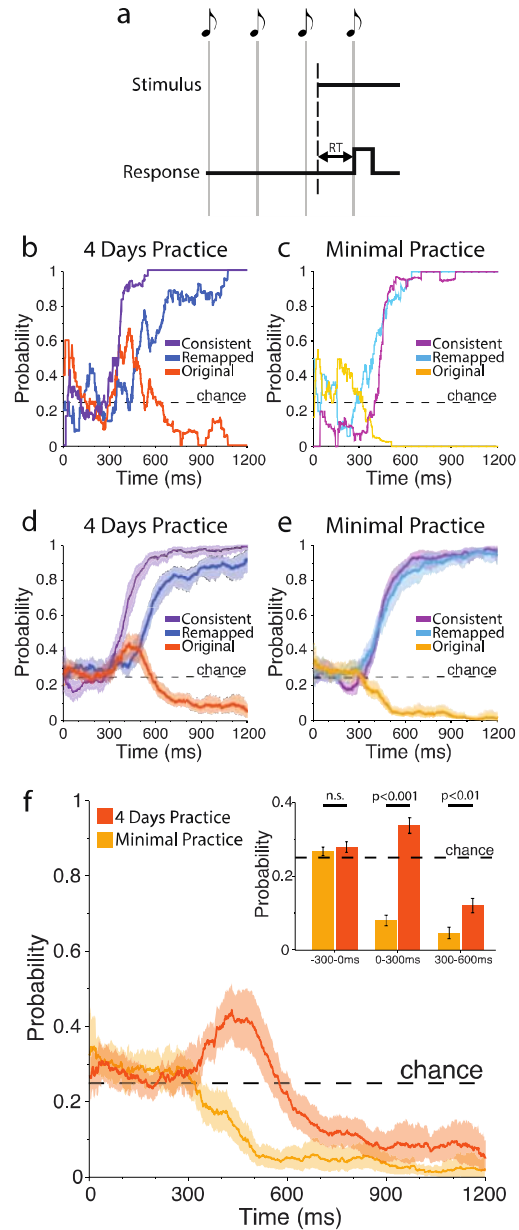 a
Stimulus
RT
Response
b
4 Days Practice
1
0.8
0.6
0.4
0.2
0
Probability
Consistent
Remapped
Original
chance
0 300 600 900 1200
Time (ms)
c
Minimal Practice
1
0.8
0.6
0.4
0.2
0
Probability
Consistent
Remapped
Original
chance
0 300 600 900 1200
Time (ms)
d
4 Days Practice
1
0.8
0.6
0.4
0.2
0
Probability
Consistent
Remapped
Original
chance
0 300 600 900 1200
Time (ms)
e
Minimal Practice
1
0.8
0.6
0.4
0.2
0
Probability
Consistent
Remapped
Original
chance
0 300 600 900 1200
Time (ms)
f
1
0.8
0.6
0.4
0.2
0
Probability
4 Days Practice
Minimal Practice
chance
0 300 600 900 1200
Time (ms)
n.s. p<0.001 p<0.01
0.4
0.2
0
Probability
chance
-300-0ms 0-300ms 300-600ms